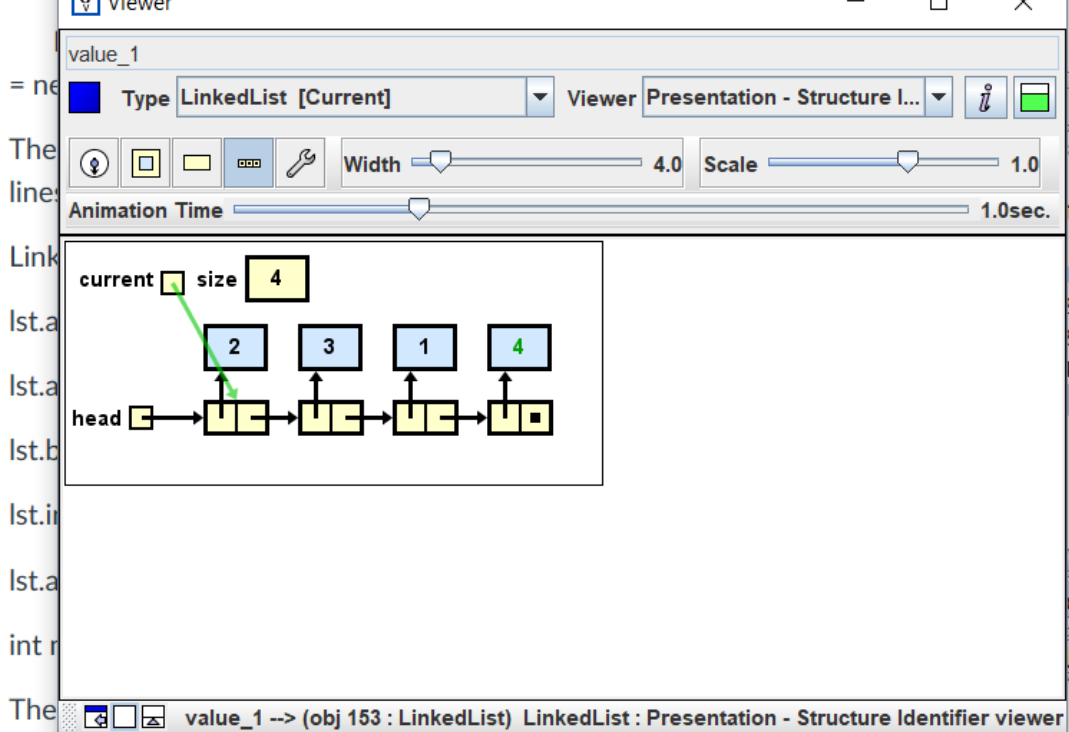 Viewer
value_1
= ne
Type LinkedList [Current] Viewer Presentation - Structure I...
The
Width 4.0 Scale 1.0
lines
Animation Time 1.0sec.
Link
current size 4
lst.a
2 3 1 4
lst.a
head
lst.b
lst.in
lst.a
int
The
value_1 --> (obj 153 : LinkedList) LinkedList : Presentation - Structure Identifier viewer